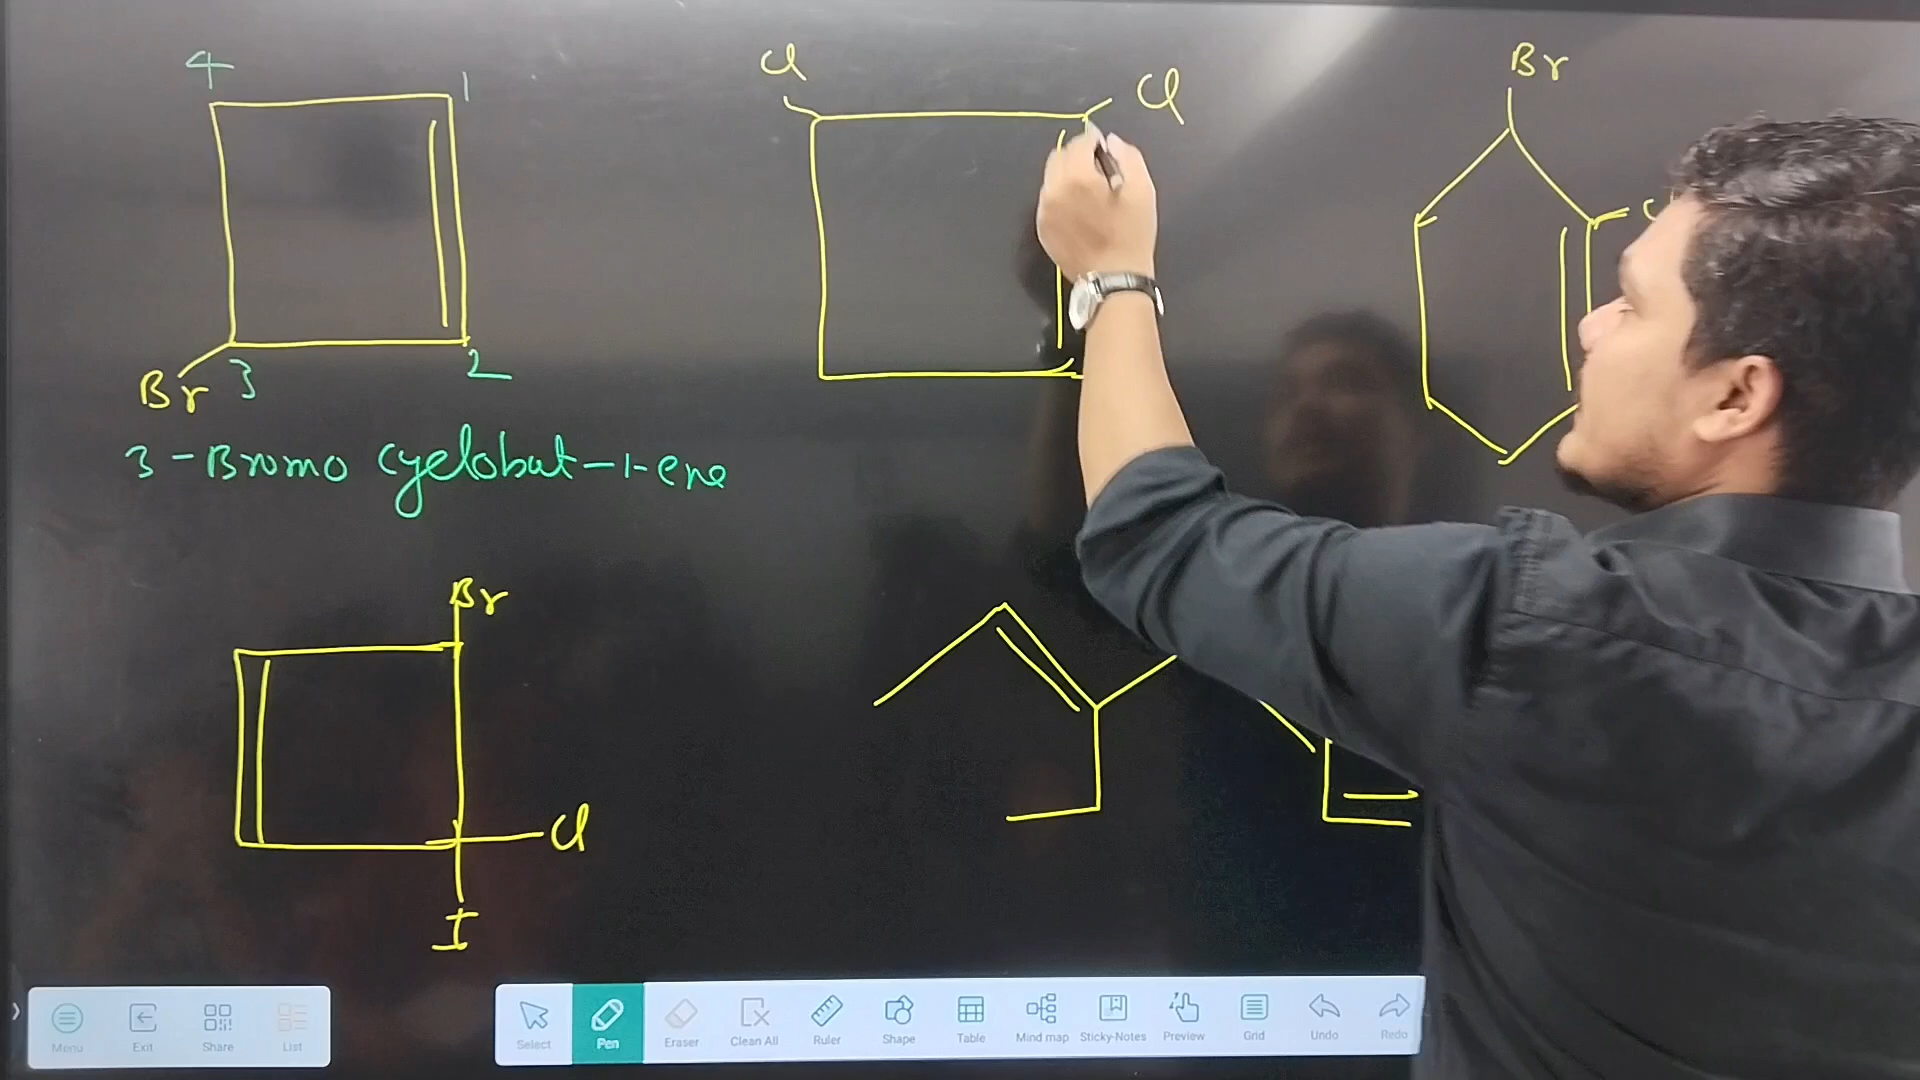 4
1
Cl
Cl
Br
Br
3
2
3-Bromo cyclobut-1-ene
Br
Cl
I
Menu
Exit
Share
List
Select
Pen
Eraser
Clean All
Ruler
Shape
Table
Mind map
Sticky-Notes
Preview
Grid
Undo
Redo